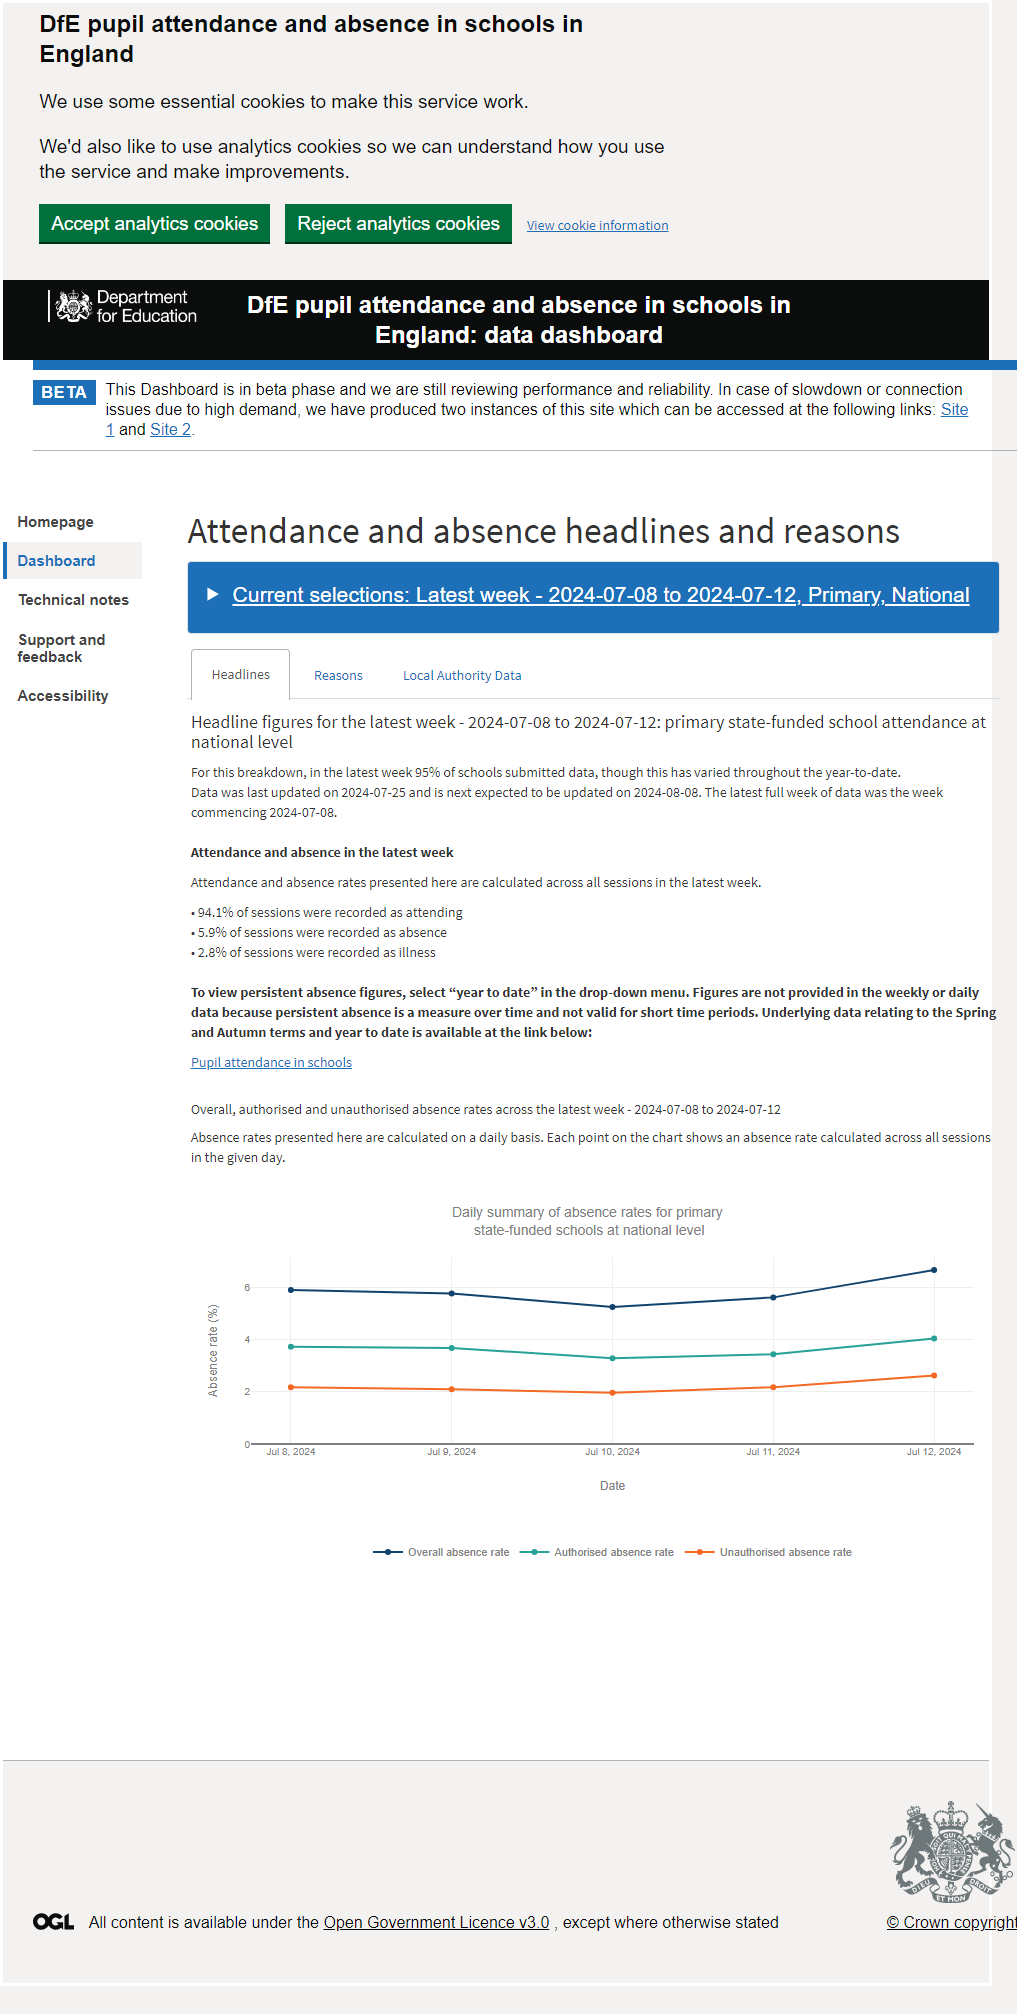 DfE pupil attendance and absence in schools in
England
We use some essential cookies to make this service work.
We'd also like to use analytics cookies so we can understand how you use
the service and make improvements.
Accept analytics cookies
Reject analytics cookies
View cookie information
Department
for Education
DfE pupil attendance and absence in schools in
England: data dashboard
BETA
This Dashboard is in beta phase and we are still reviewing performance and reliability. In case of slowdown or connection
issues due to high demand, we have produced two instances of this site which can be accessed at the following links: Site
1 and Site 2.
Homepage
Dashboard
Technical notes
Support and
feedback
Accessibility
Attendance and absence headlines and reasons
Current selections: Latest week - 2024-07-08 to 2024-07-12, Primary, National
Headlines
Reasons
Local Authority Data
Headline figures for the latest week - 2024-07-08 to 2024-07-12: primary state-funded school attendance at
national level
For this breakdown, in the latest week 95% of schools submitted data, though this has varied throughout the year-to-date.
Data was last updated on 2024-07-25 and is next expected to be updated on 2024-08-08. The latest full week of data was the week
commencing 2024-07-08.
Attendance and absence in the latest week
Attendance and absence rates presented here are calculated across all sessions in the latest week.
• 94.1% of sessions were recorded as attending
• 5.9% of sessions were recorded as absence
• 2.8% of sessions were recorded as illness
To view persistent absence figures, select “year to date” in the drop-down menu. Figures are not provided in the weekly or daily
data because persistent absence is a measure over time and not valid for short time periods. Underlying data relating to the Spring
and Autumn terms and year to date is available at the link below:
Pupil attendance in schools
Overall, authorised and unauthorised absence rates across the latest week - 2024-07-08 to 2024-07-12
Absence rates presented here are calculated on a daily basis. Each point on the chart shows an absence rate calculated across all sessions
in the given day.
Daily summary of absence rates for primary
state-funded schools at national level
Absence rate (%)
6
4
2
0
Jul 8, 2024
Jul 9, 2024
Jul 10, 2024
Jul 11, 2024
Jul 12, 2024
Date
Overall absence rate
Authorised absence rate
Unauthorised absence rate
DIEU ET MON DROIT
OGL
All content is available under the Open Government Licence v3.0 , except where otherwise stated
© Crown copyright